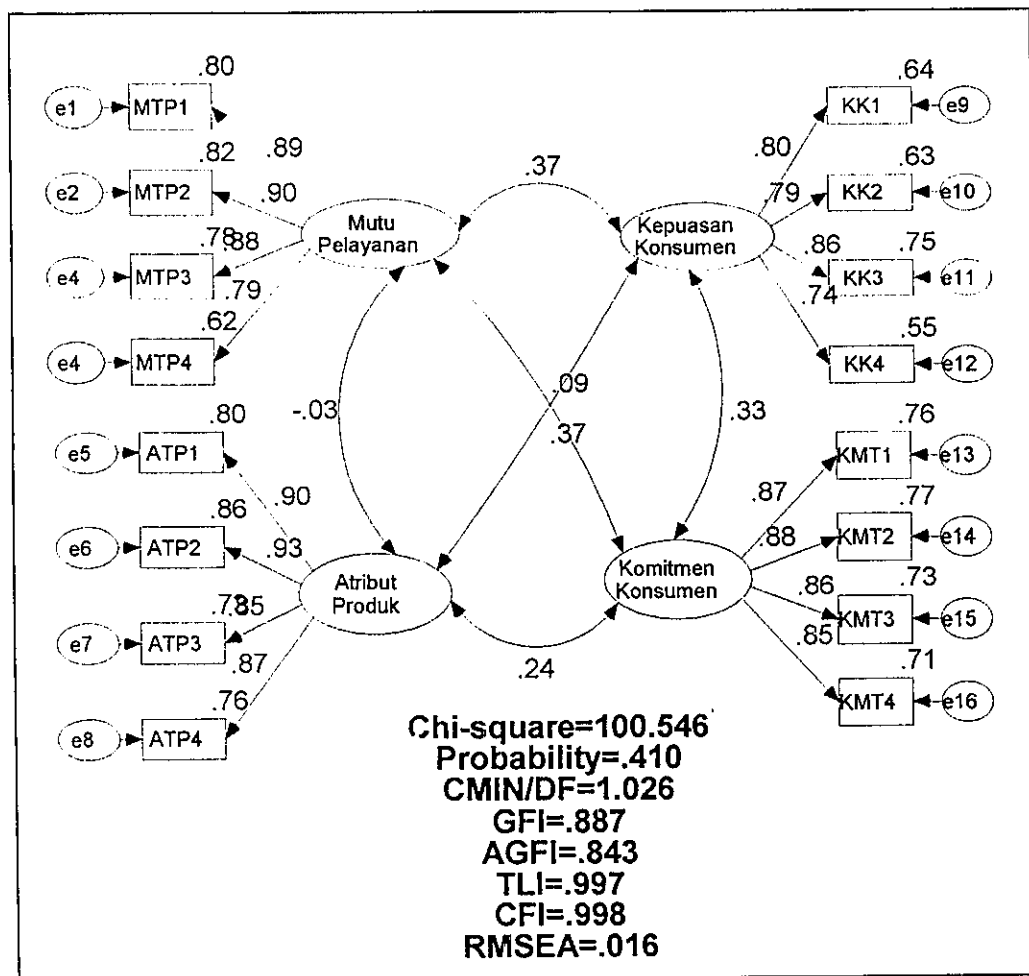 .80
e1
MTP1
.82
.89
e2
MTP2
.90
.88
e4
MTP3
.79
.62
e4
MTP4
Mutu
Pelayanan
.37
Kepuasan
Konsumen
.64
KK1
e9
.80
.63
KK2
e10
.79
.75
KK3
e11
.86
.74
.55
KK4
e12
-.03
.09
.37
.33
.80
e5
ATP1
.90
.86
e6
ATP2
.93
.85
e7
ATP3
.87
.76
e8
ATP4
Atribut
Produk
.24
Komitmen
Konsumen
.76
KMT1
e13
.87
.77
KMT2
e14
.88
.73
KMT3
e15
.86
.85
.71
KMT4
e16
Chi-square=100.546
Probability=.410
CMIN/DF=1.026
GFI=.887
AGFI=.843
TLI=.997
CFI=.998
RMSEA=.016